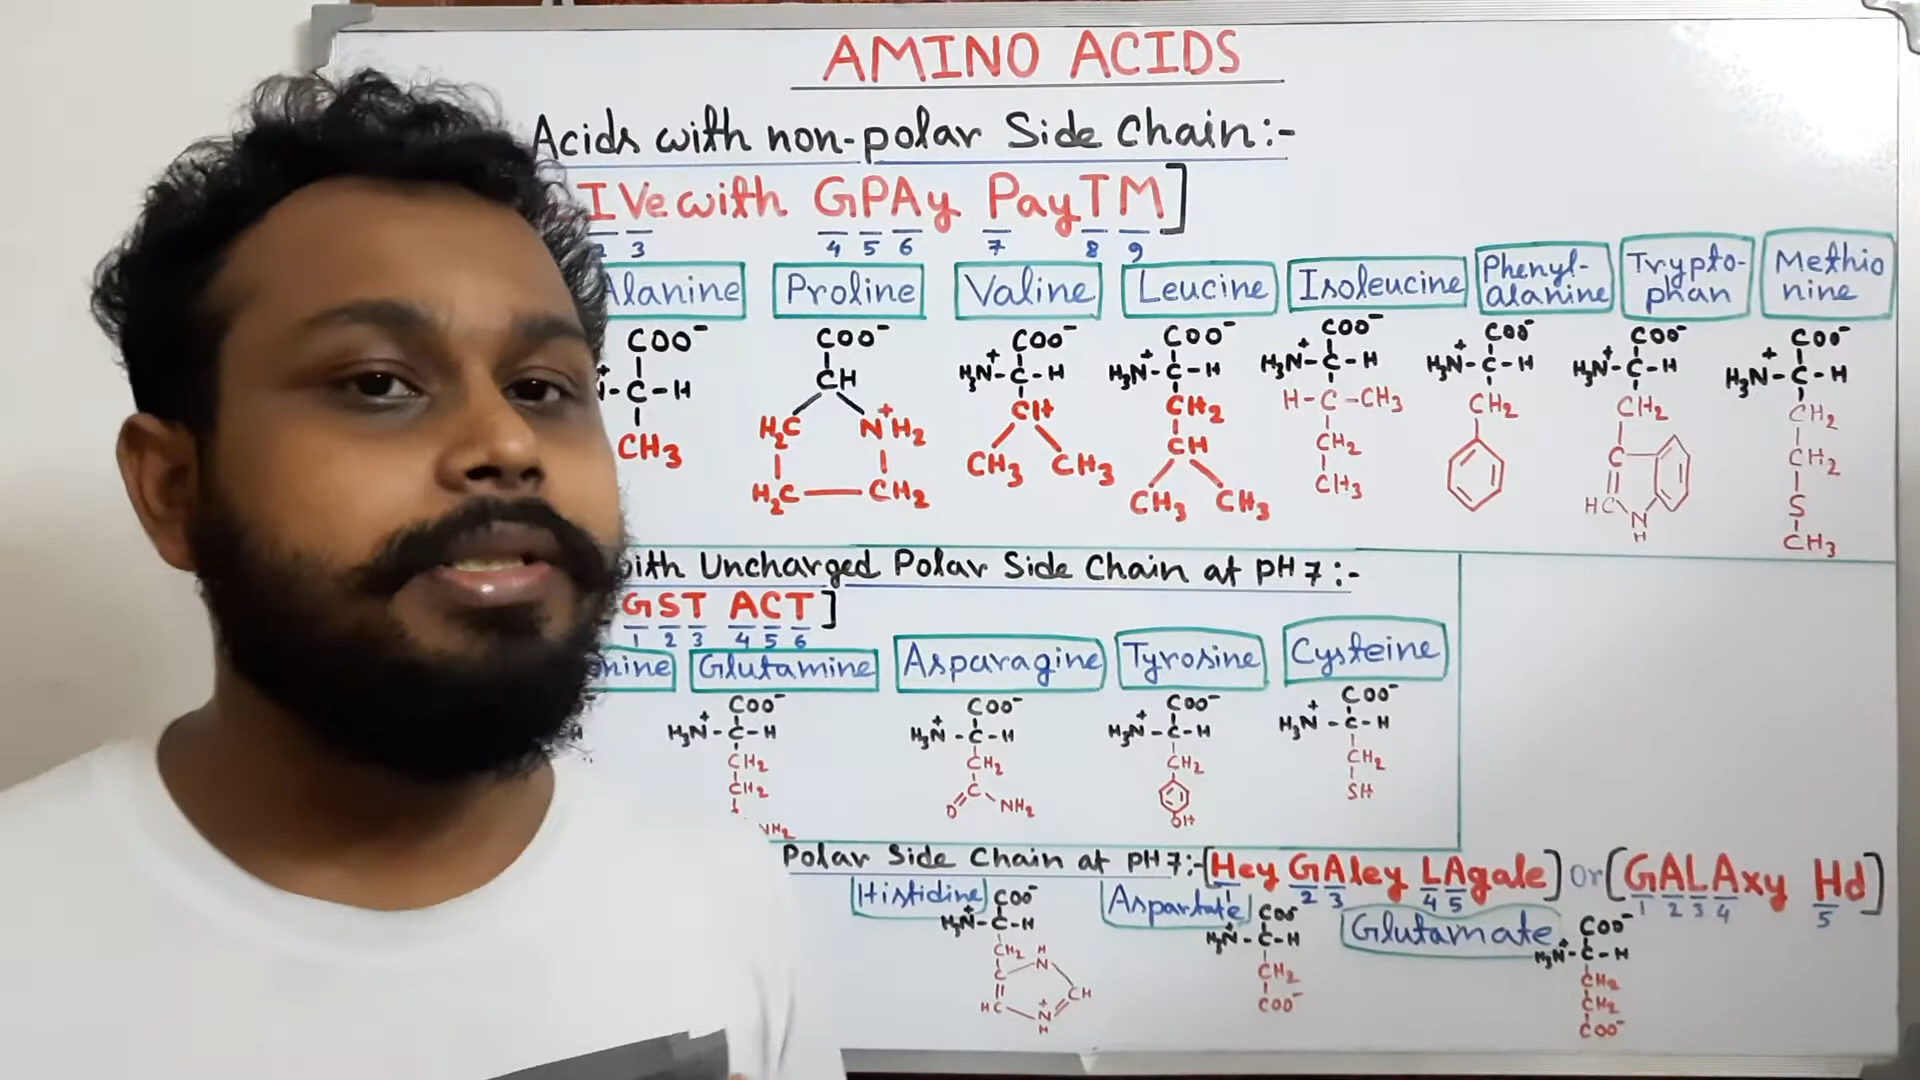 AMINO ACIDS
Acids with non-polar Side Chain:-
IVe with GPAy PayTM]
2 3 4 5 6 7 8 9
Alanine Proline Valine Leucine Isoleucine Phenyl-alanine Trypto-phan Methio nine
COO⁻ COO⁻ COO⁻ COO⁻ COO⁻ COO⁻ COO⁻ COO⁻
-C-H CH H₃N⁺-C-H H₃N⁺-C-H H₃N⁺-C-H H₃N⁺-C-H H₃N⁺-C-H H₃N⁺-C-H
CH₃ H₂C N⁺H₂ CH CH₂ H-C-CH₃ CH₂ CH₂ CH₂
H₂C CH₂ CH₃ CH₃ CH CH₂ C CH₂
CH₃ CH₃ CH₃ HC N H S
CH₃
with Uncharged Polar Side Chain at pH 7:-
GST ACT]
1 2 3 4 5 6
onine Glutamine Asparagine Tyrosine Cysteine
COO⁻ COO⁻ COO⁻ COO⁻
H H₃N⁺-C-H H₃N⁺-C-H H₃N⁺-C-H H₃N⁺-C-H
CH₂ CH₂ CH₂ CH₂
CH₂ C SH
NH₂ O NH₂ OH
Polar Side Chain at pH 7:-[Hey GAley LAgale] or [GALAxy Hd]
1 2 3 4 5 1 2 3 4 5
Histidine Aspartate Glutamate
COO⁻ COO⁻ COO⁻
H₃N⁺-C-H H₃N⁺-C-H H₃N⁺-C-H
CH₂ H N CH₂ CH₂
C CH COO⁻ CH₂
HC N⁺ H COO⁻